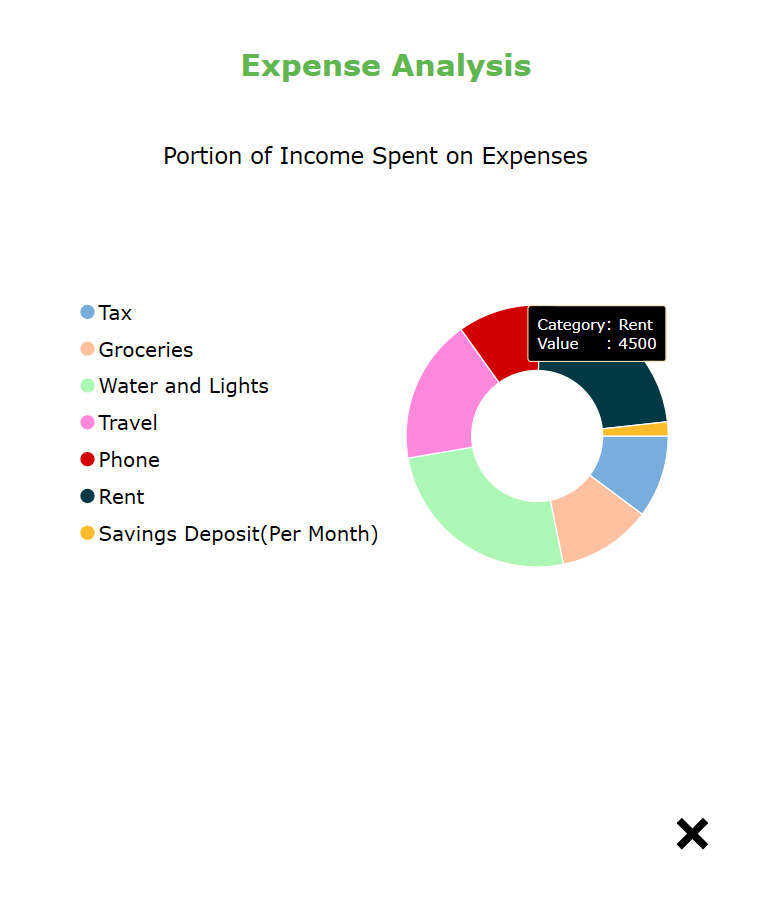 Expense Analysis
Portion of Income Spent on Expenses
Tax
Groceries
Water and Lights
Travel
Phone
Rent
Savings Deposit(Per Month)
Category: Rent
Value : 4500